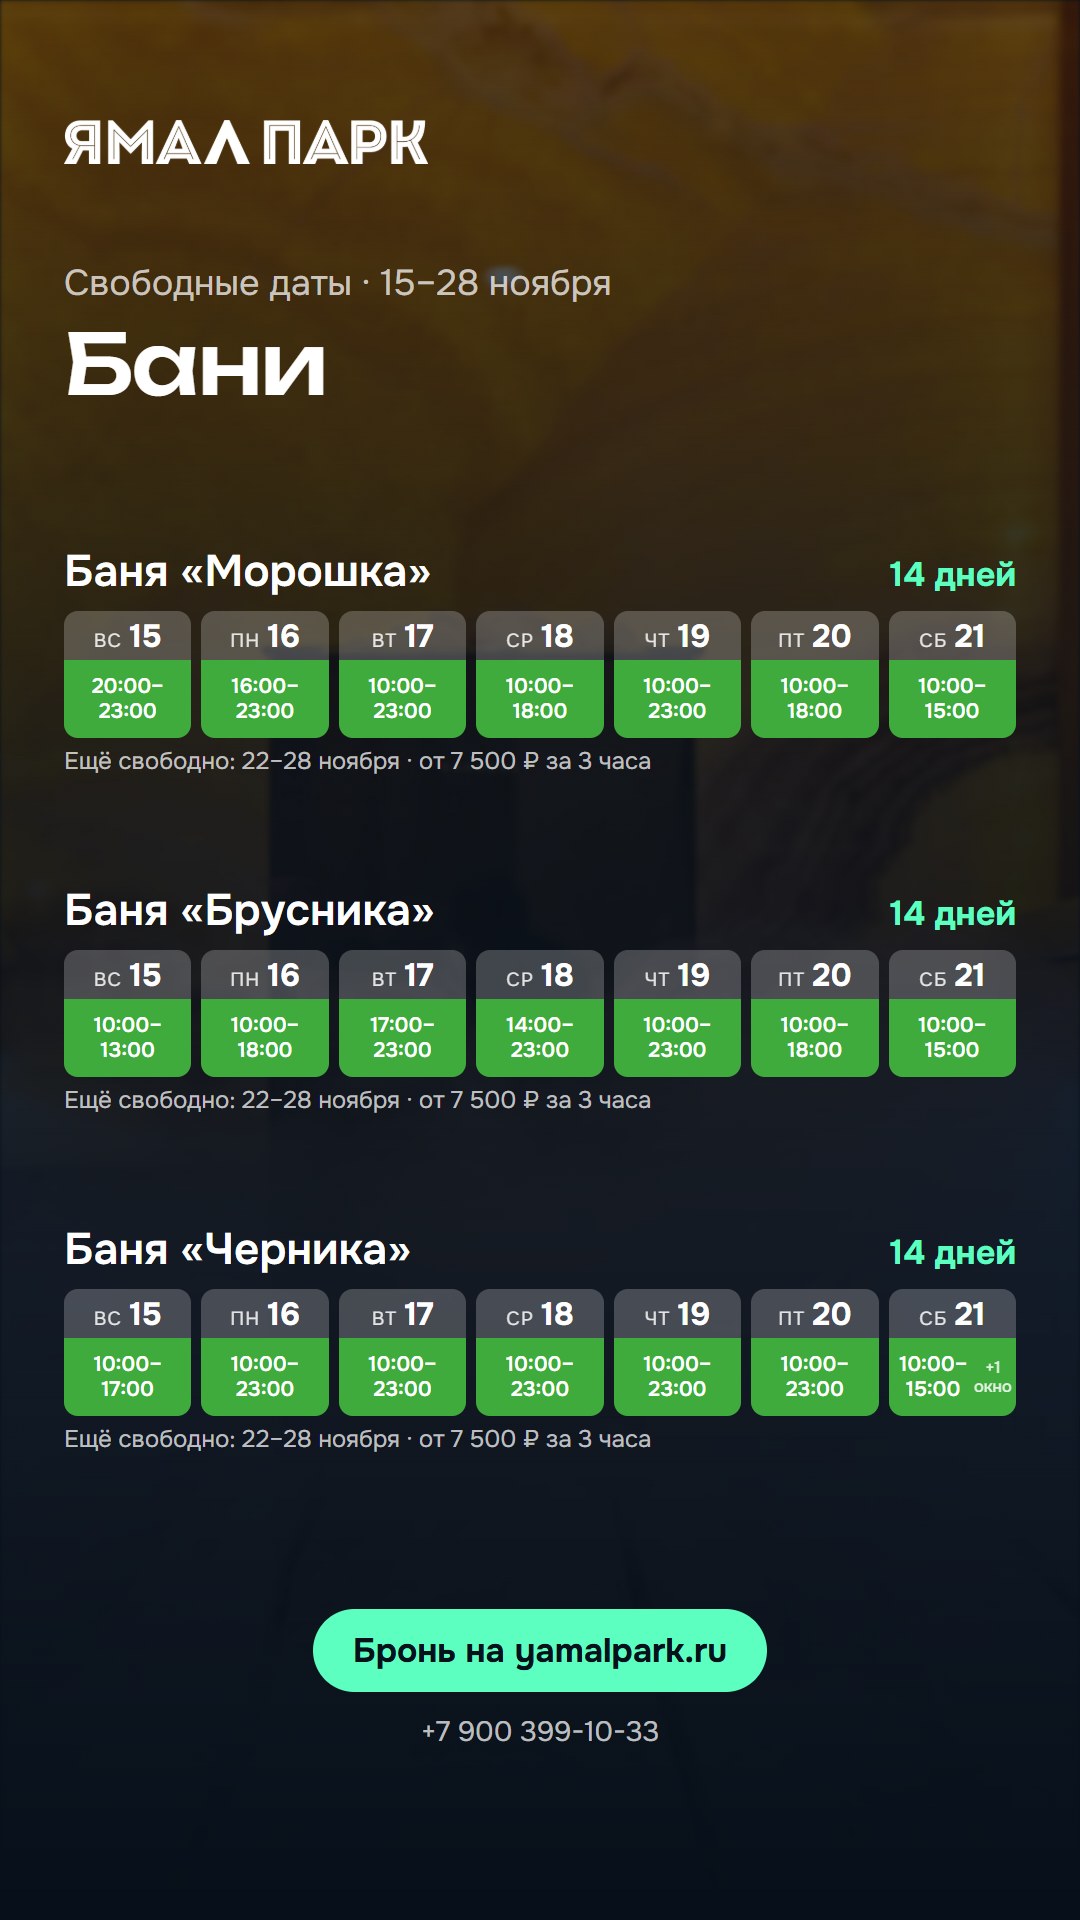 ЯМАЛ ПАРК
Свободные даты · 15–28 ноября
Бани
Баня «Морошка» 14 дней
ВС 15 ПН 16 ВТ 17 СР 18 ЧТ 19 ПТ 20 СБ 21
20:00– 16:00– 10:00– 10:00– 10:00– 10:00– 10:00–
23:00 23:00 23:00 18:00 23:00 18:00 15:00
Ещё свободно: 22–28 ноября · от 7 500 ₽ за 3 часа
Баня «Брусника» 14 дней
ВС 15 ПН 16 ВТ 17 СР 18 ЧТ 19 ПТ 20 СБ 21
10:00– 10:00– 17:00– 14:00– 10:00– 10:00– 10:00–
13:00 18:00 23:00 23:00 23:00 18:00 15:00
Ещё свободно: 22–28 ноября · от 7 500 ₽ за 3 часа
Баня «Черника» 14 дней
ВС 15 ПН 16 ВТ 17 СР 18 ЧТ 19 ПТ 20 СБ 21
10:00– 10:00– 10:00– 10:00– 10:00– 10:00– 10:00– +1
17:00 23:00 23:00 23:00 23:00 23:00 15:00 окно
Ещё свободно: 22–28 ноября · от 7 500 ₽ за 3 часа
Бронь на yamalpark.ru
+7 900 399-10-33